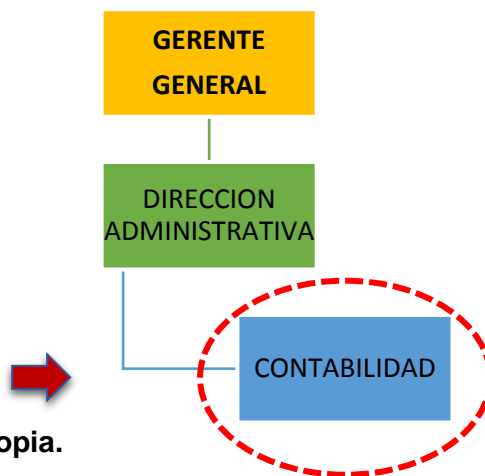 GERENTE
GENERAL
DIRECCION
ADMINISTRATIVA
CONTABILIDAD
opia.